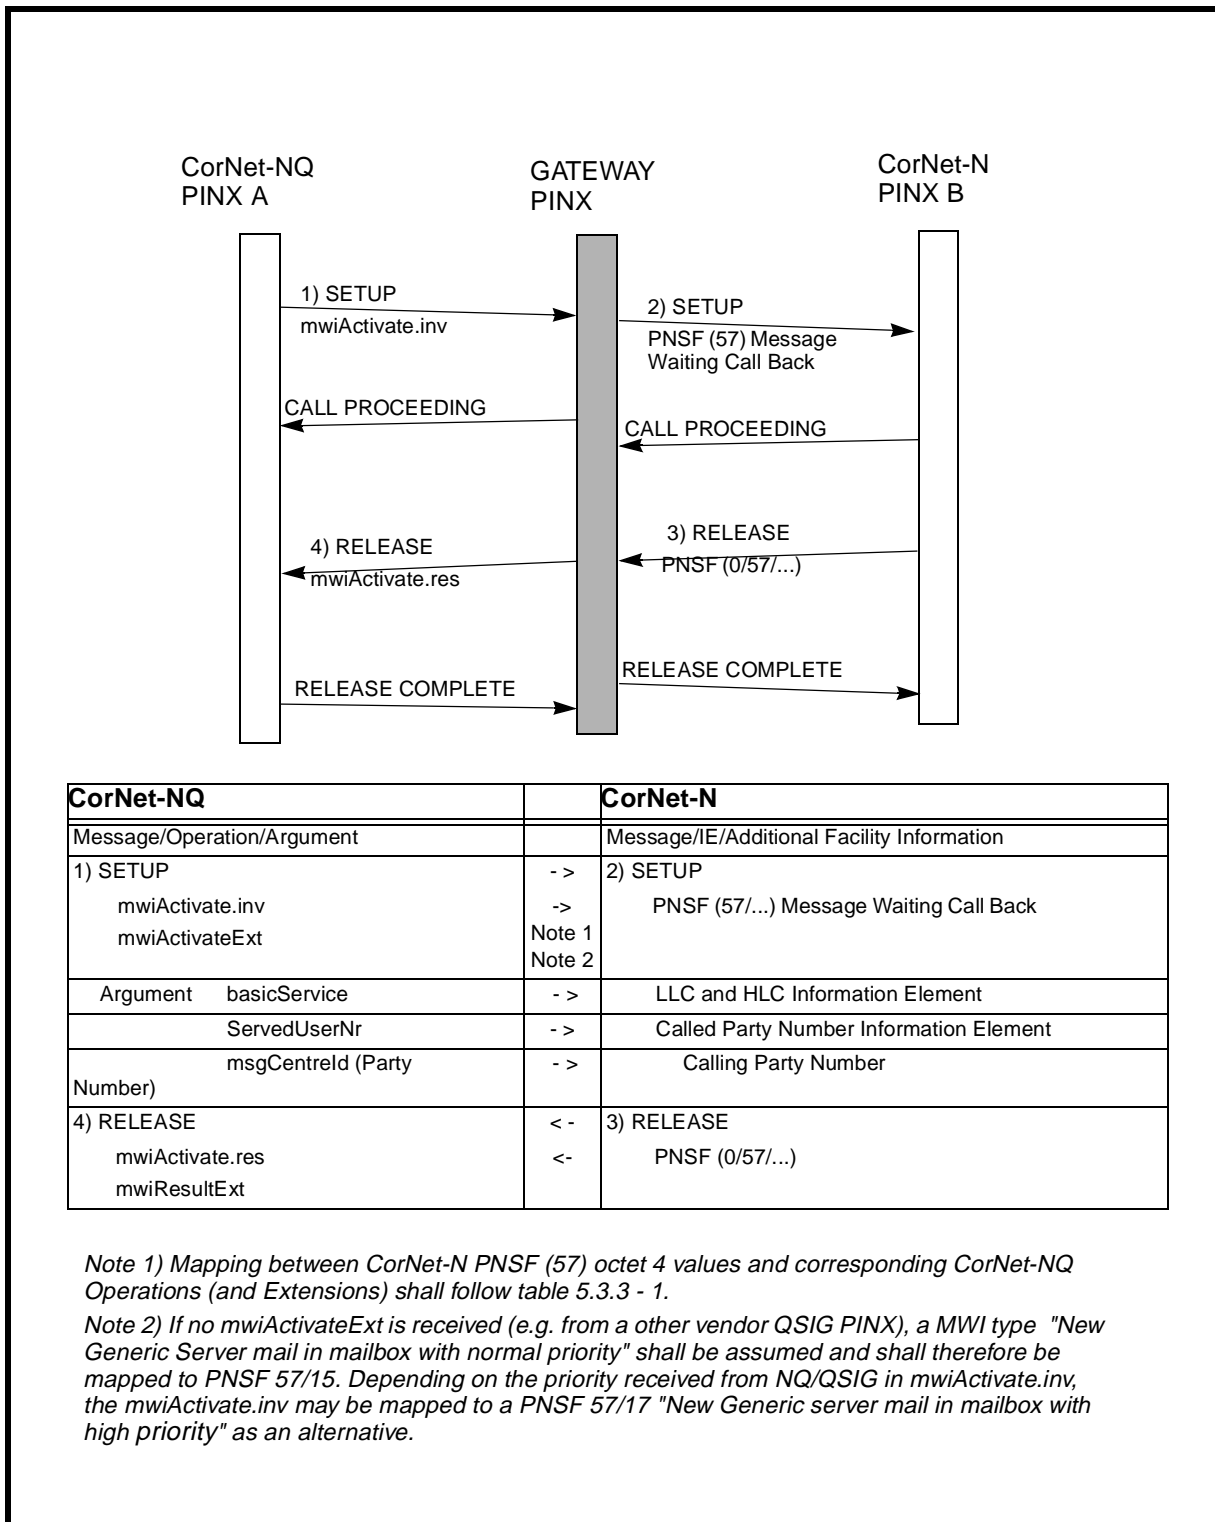 CorNet-NQ
PINX A
GATEWAY
PINX
CorNet-N
PINX B
1) SETUP
mwiActivate.inv
2) SETUP
PNSF (57) Message
Waiting Call Back
CALL PROCEEDING
CALL PROCEEDING
3) RELEASE
PNSF (0/57/...)
4) RELEASE
mwiActivate.res
RELEASE COMPLETE
RELEASE COMPLETE
CorNet-NQ CorNet-N
Message/Operation/Argument Message/IE/Additional Facility Information
1) SETUP - > 2) SETUP
mwiActivate.inv -> PNSF (57/...) Message Waiting Call Back
mwiActivateExt Note 1
Note 2
Argument basicService - > LLC and HLC Information Element
ServedUserNr - > Called Party Number Information Element
msgCentreId (Party - > Calling Party Number
Number)
4) RELEASE < - 3) RELEASE
mwiActivate.res <- PNSF (0/57/...)
mwiResultExt
Note 1) Mapping between CorNet-N PNSF (57) octet 4 values and corresponding CorNet-NQ
Operations (and Extensions) shall follow table 5.3.3 - 1.
Note 2) If no mwiActivateExt is received (e.g. from a other vendor QSIG PINX), a MWI type "New
Generic Server mail in mailbox with normal priority" shall be assumed and shall therefore be
mapped to PNSF 57/15. Depending on the priority received from NQ/QSIG in mwiActivate.inv,
the mwiActivate.inv may be mapped to a PNSF 57/17 "New Generic server mail in mailbox with
high priority" as an alternative.